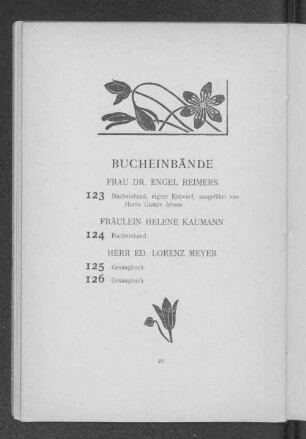 BUCHEINBÄNDE
FRAU DR. ENGEL REIMERS
123 Bucheinband, eigner Entwurf, ausgeführt von
Herrn Gustav Jebsen
FRÄULEIN HELENE KAUMANN
124 Bucheinband
HERR ED. LORENZ MEYER
125 Gesangbuch
126 Gesangbuch